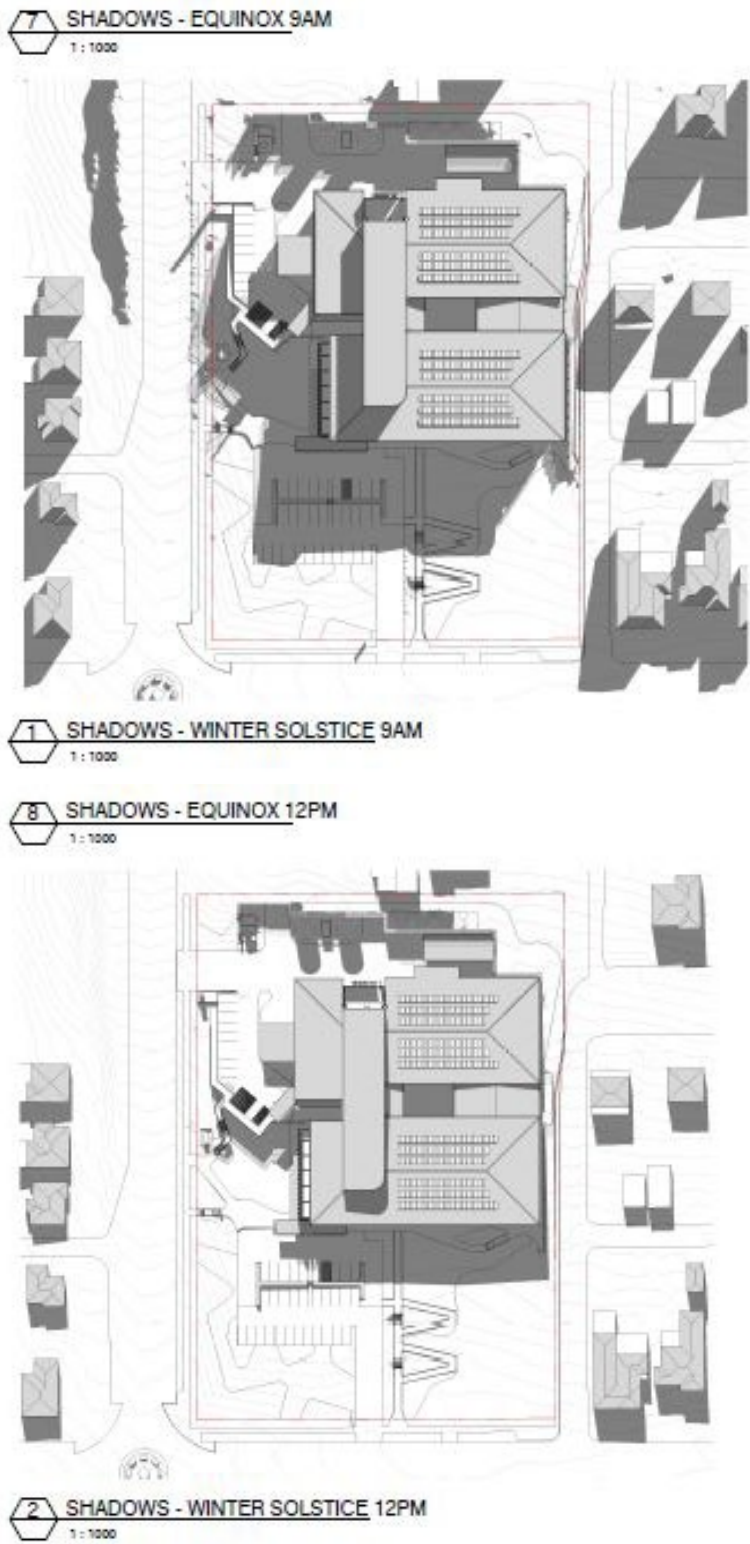 7 SHADOWS - EQUINOX 9AM
1 : 1000
1 SHADOWS - WINTER SOLSTICE 9AM
1 : 1000
8 SHADOWS - EQUINOX 12PM
1 : 1000
2 SHADOWS - WINTER SOLSTICE 12PM
1 : 1000